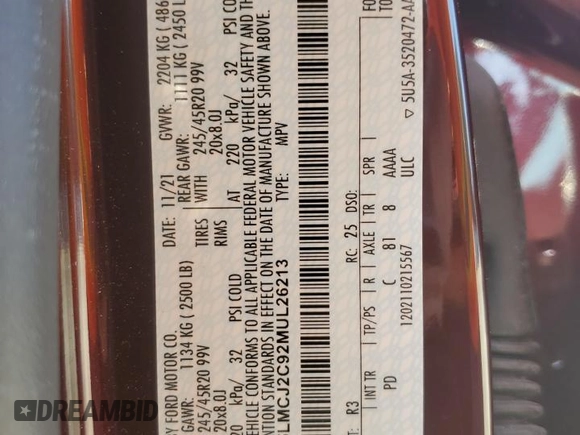 Y FORD MOTOR CO.
DATE: 11/21
GVWR: 2204 KG ( 486
GAWR: 1134 KG ( 2500 LB)
REAR GAWR: 1111 KG ( 2450 L
245/45R20 99V
TIRES WITH
245/45R20 99V
20x8.0J
RIMS
20x8.0J
20 kPa/ 32 PSI COLD
AT 220 kPa/ 32 PSI CO
VEHICLE CONFORMS TO ALL APPLICABLE FEDERAL MOTOR VEHICLE SAFETY AND
ENTION STANDARDS IN EFFECT ON THE DATE OF MANUFACTURE SHOWN ABOVE.
LMCJ2C92MUL26213
TYPE: MPV
T: R3
RC: 25 DSO:
INT TR TP/PS R AXLE TR SPR
PD C 81 8 AAAA
1202110215567
ULC
▽ 5U5A-3520472-AA
DREAMBID